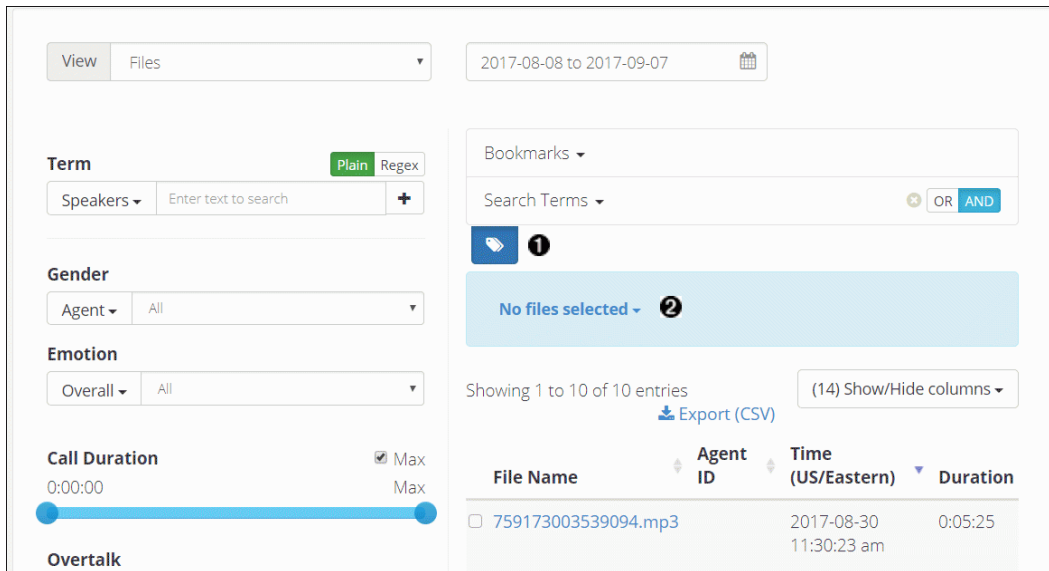 View Files
2017-08-08 to 2017-09-07
Term
Plain Regex
Speakers Enter text to search
Gender
Agent All
Emotion
Overall All
Call Duration
Max
0:00:00 Max
Overtalk
Bookmarks
Search Terms
OR AND
1
No files selected 2
Showing 1 to 10 of 10 entries
(14) Show/Hide columns
Export (CSV)
File Name
Agent
ID
Time
(US/Eastern)
Duration
759173003539094.mp3
2017-08-30
11:30:23 am
0:05:25